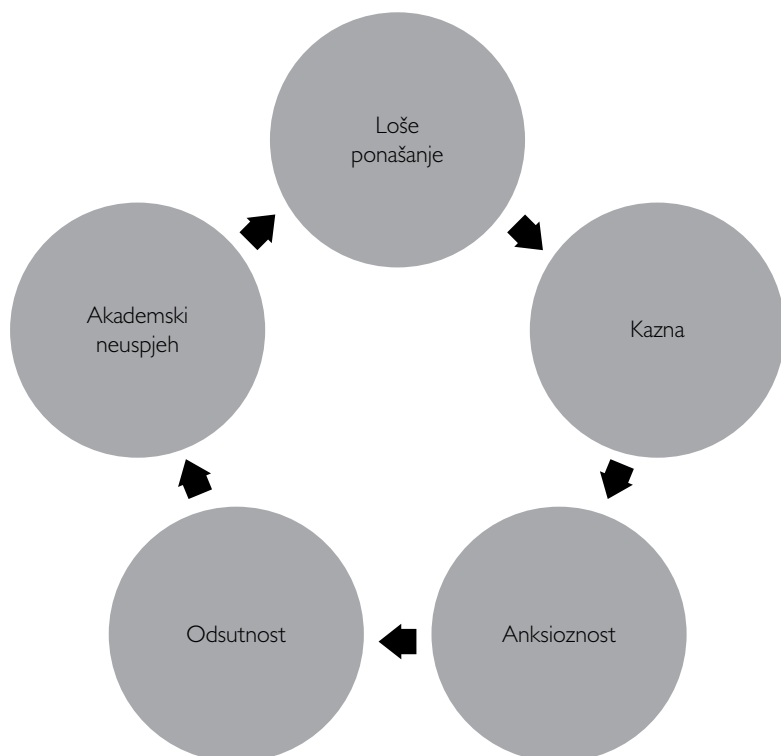 Loše
ponašanje
Kazna
Anksioznost
Odsutnost
Akademski
neuspjeh